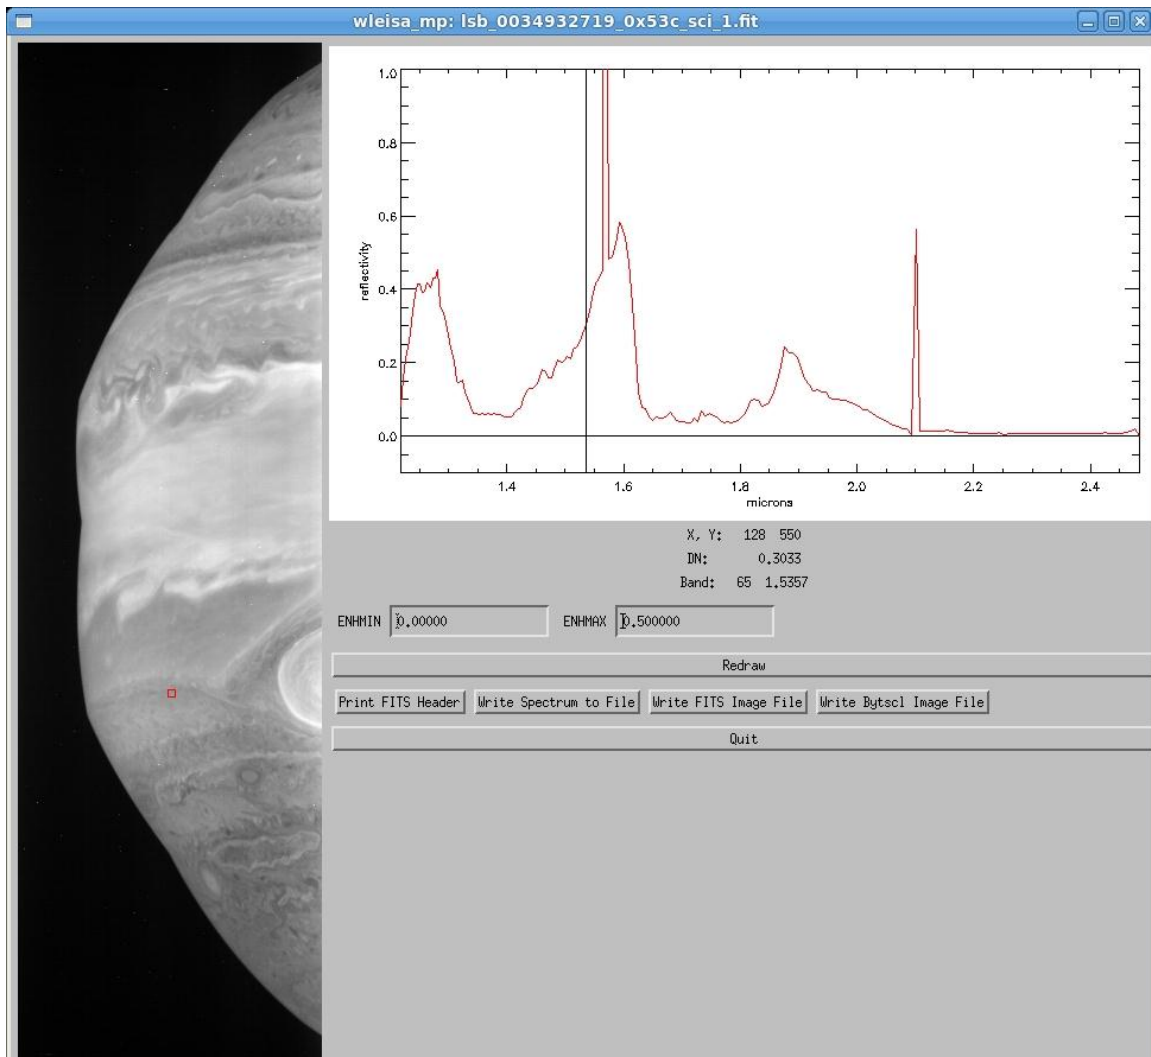 wleisa_mp: lsb_0034932719_0x53c_sci_1.fit
1.0
0.8
0.6
0.4
0.2
0.0
reflectivity
1.4 1.6 1.8 2.0 2.2 2.4
microns
X, Y: 128 550
DN: 0.3033
Band: 65 1.5357
ENHMIN 0.00000 ENHMAX 0.500000
Redraw
Print FITS Header Write Spectrum to File Write FITS Image File Write Bytscl Image File
Quit